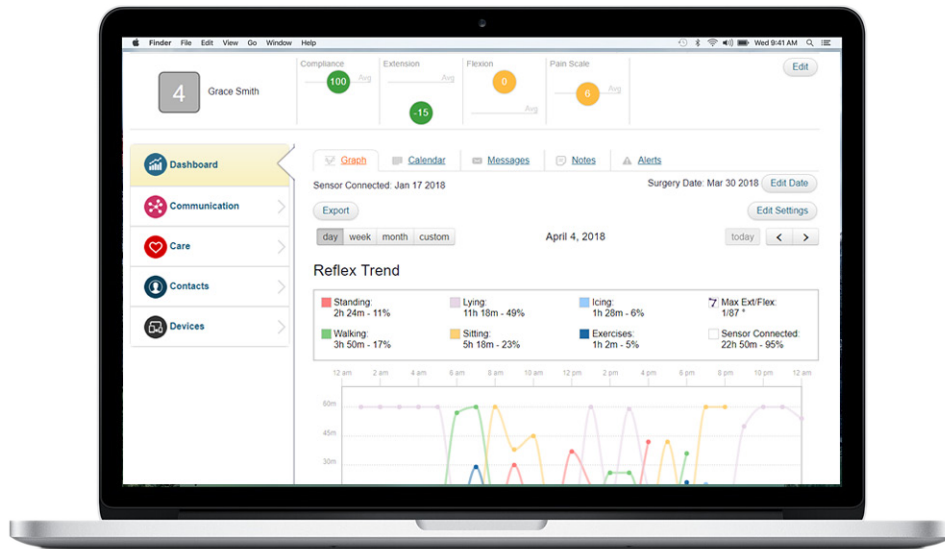 Finder File Edit View Go Window Help
Wed 9:41 AM
Compliance Extension Flexion Pain Scale
Edit
4 Grace Smith
100 Avg
-15 Avg
0 Avg
6 Avg
Dashboard
Communication
Care
Contacts
Devices
Graph Calendar Messages Notes Alerts
Sensor Connected: Jan 17 2018
Surgery Date: Mar 30 2018 Edit Date
Export
Edit Settings
day week month custom
April 4, 2018
today < >
Reflex Trend
Standing: Lying: Icing: Max Ext/Flex:
2h 24m - 11% 11h 18m - 49% 1h 28m - 6% 1/87 °
Walking: Sitting: Exercises: Sensor Connected:
3h 50m - 17% 5h 18m - 23% 1h 2m - 5% 22h 50m - 95%
12 am 2 am 4 am 6 am 8 am 10 am 12 pm 2 pm 4 pm 6 pm 8 pm 10 pm 12 am
60m
45m
30m